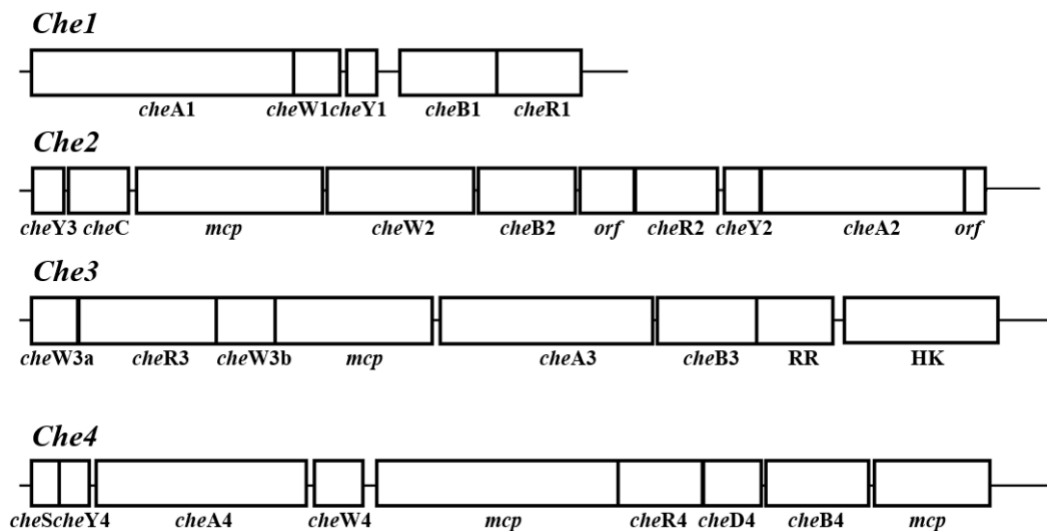 Che1
cheA1 cheW1 cheY1 cheB1 cheR1
Che2
cheY3 cheC mcp cheW2 cheB2 orf cheR2 cheY2 cheA2 orf
Che3
cheW3a cheR3 cheW3b mcp cheA3 cheB3 RR HK
Che4
cheS cheY4 cheA4 cheW4 mcp cheR4 cheD4 cheB4 mcp